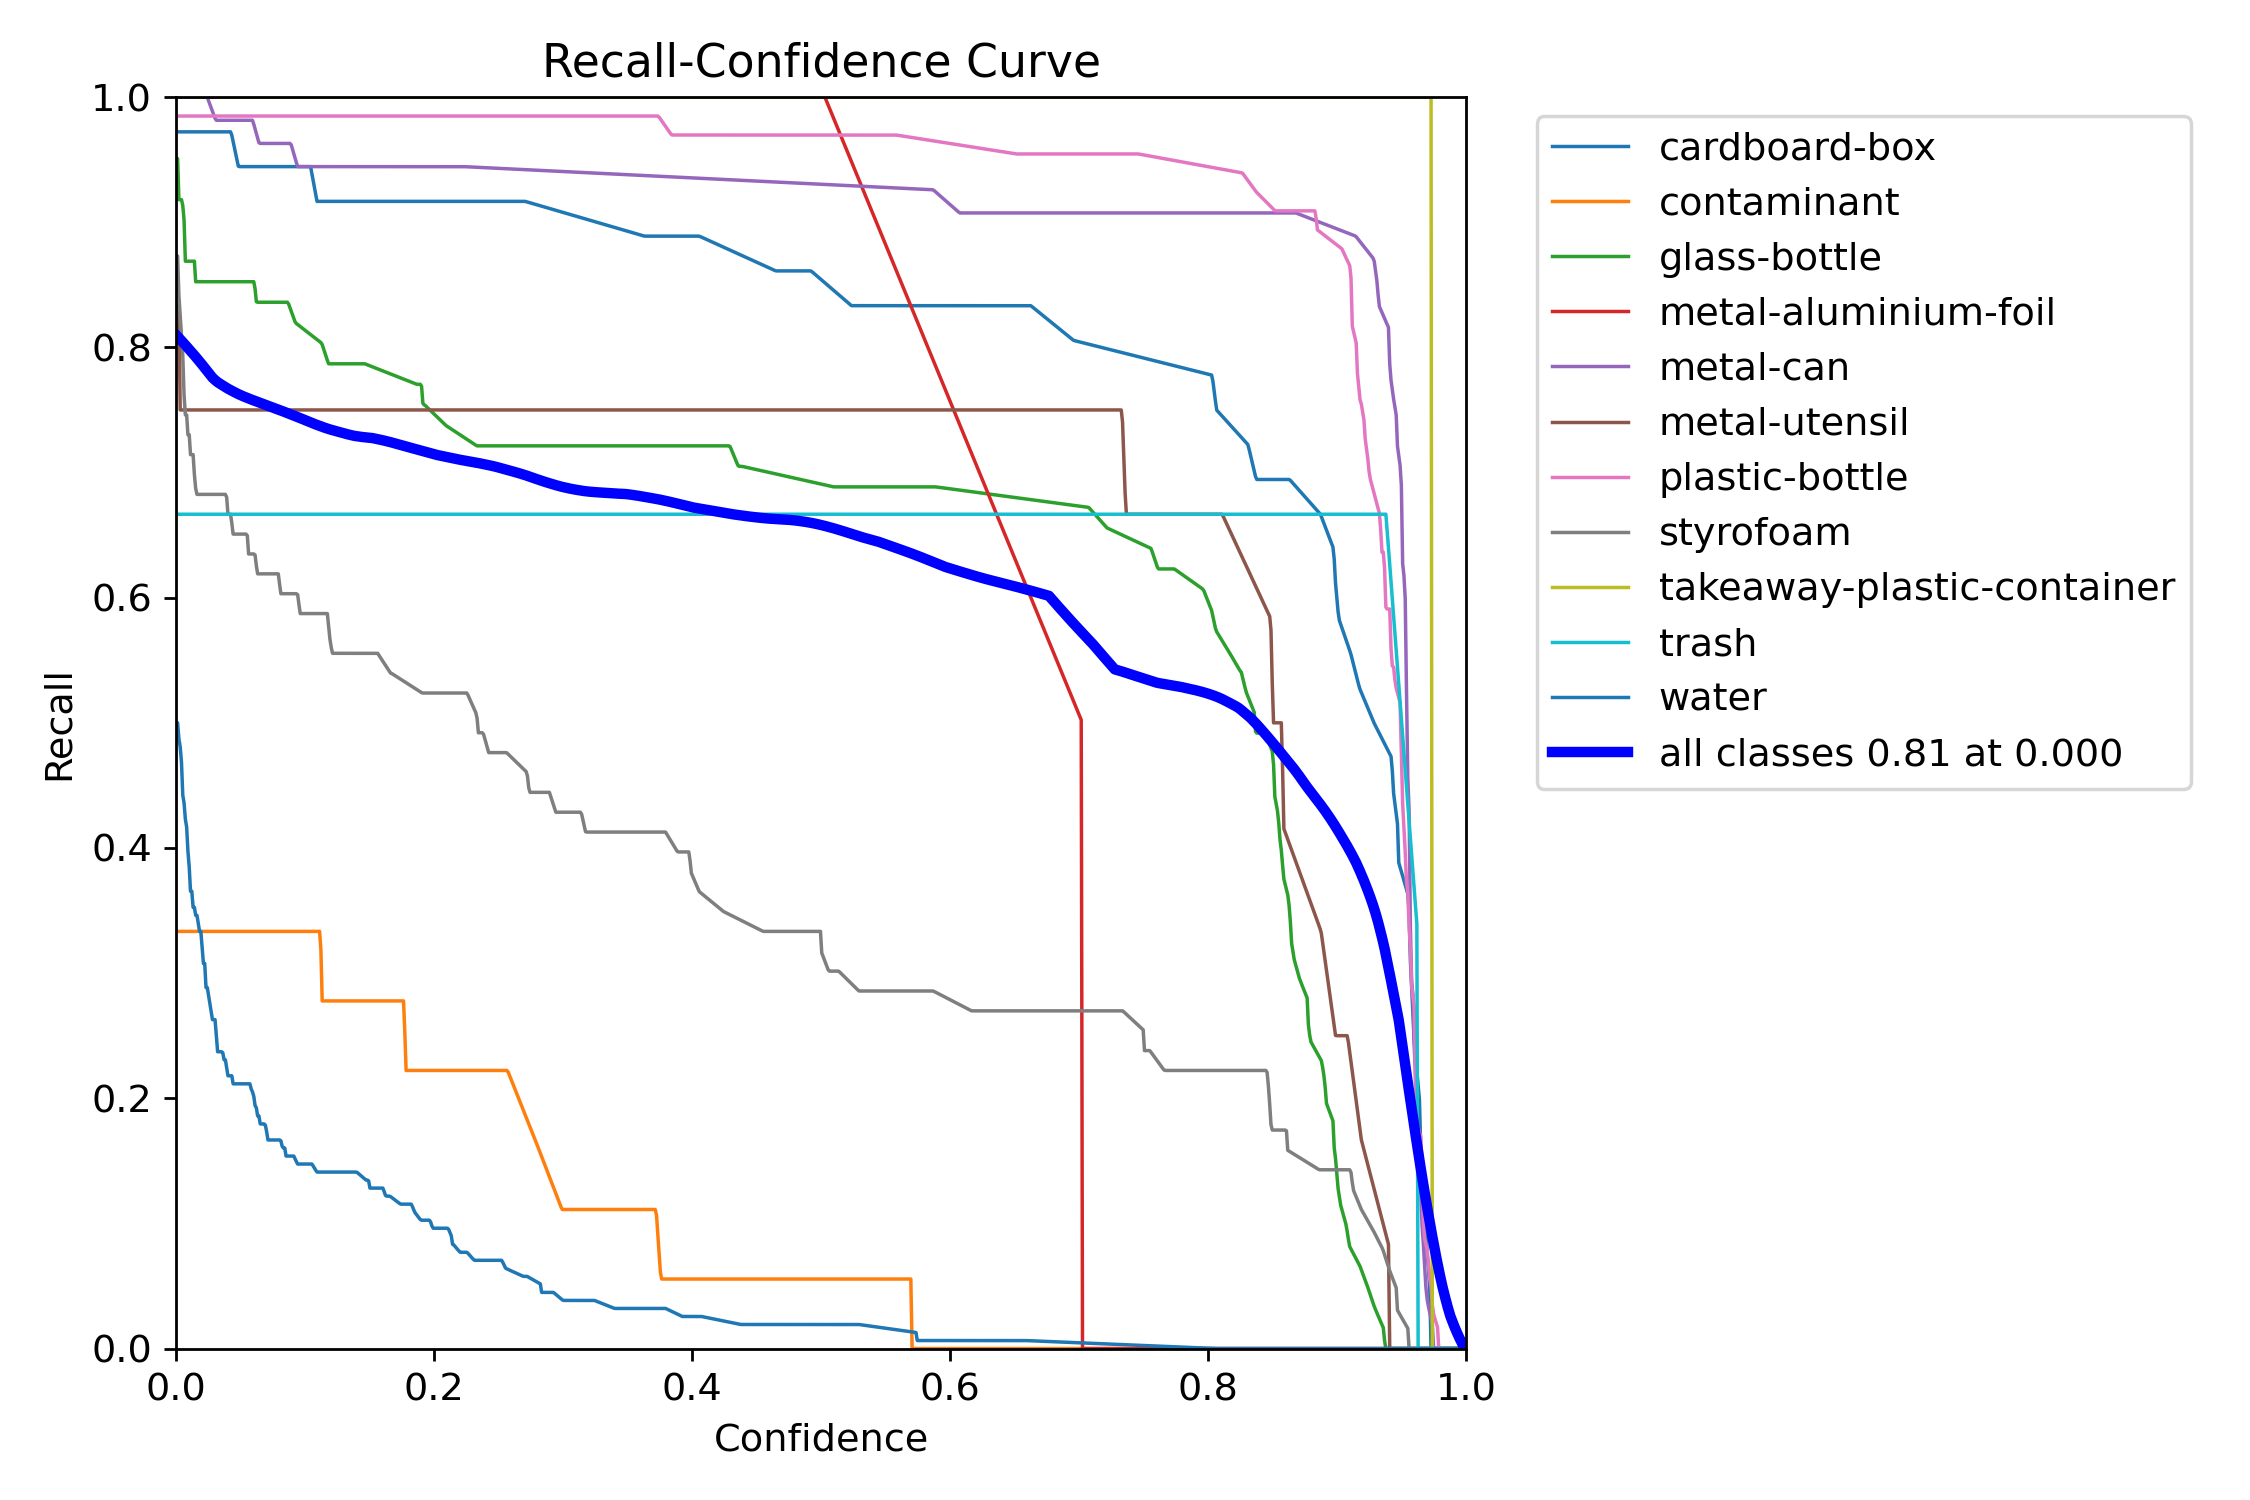 Recall-Confidence Curve
1.0
0.8
0.6
0.4
0.2
0.0
Recall
0.0 0.2 0.4 0.6 0.8 1.0
Confidence
cardboard-box
contaminant
glass-bottle
metal-aluminium-foil
metal-can
metal-utensil
plastic-bottle
styrofoam
takeaway-plastic-container
trash
water
all classes 0.81 at 0.000